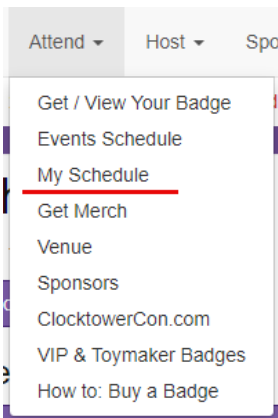 Attend Host Spo
Get / View Your Badge
Events Schedule
My Schedule
Get Merch
Venue
Sponsors
ClocktowerCon.com
VIP & Toymaker Badges
How to: Buy a Badge